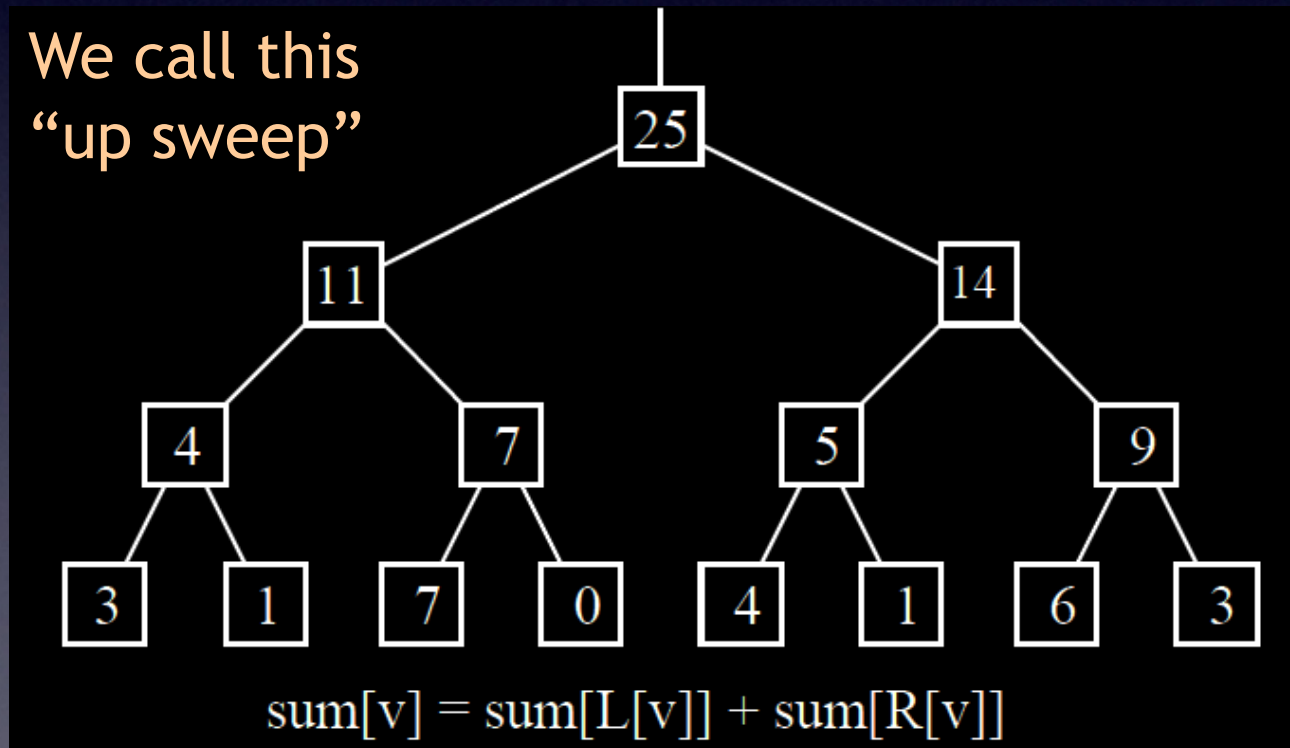 We call this
“up sweep”
25
11 14
4 7 5 9
3 1 7 0 4 1 6 3
sum[v] = sum[L[v]] + sum[R[v]]